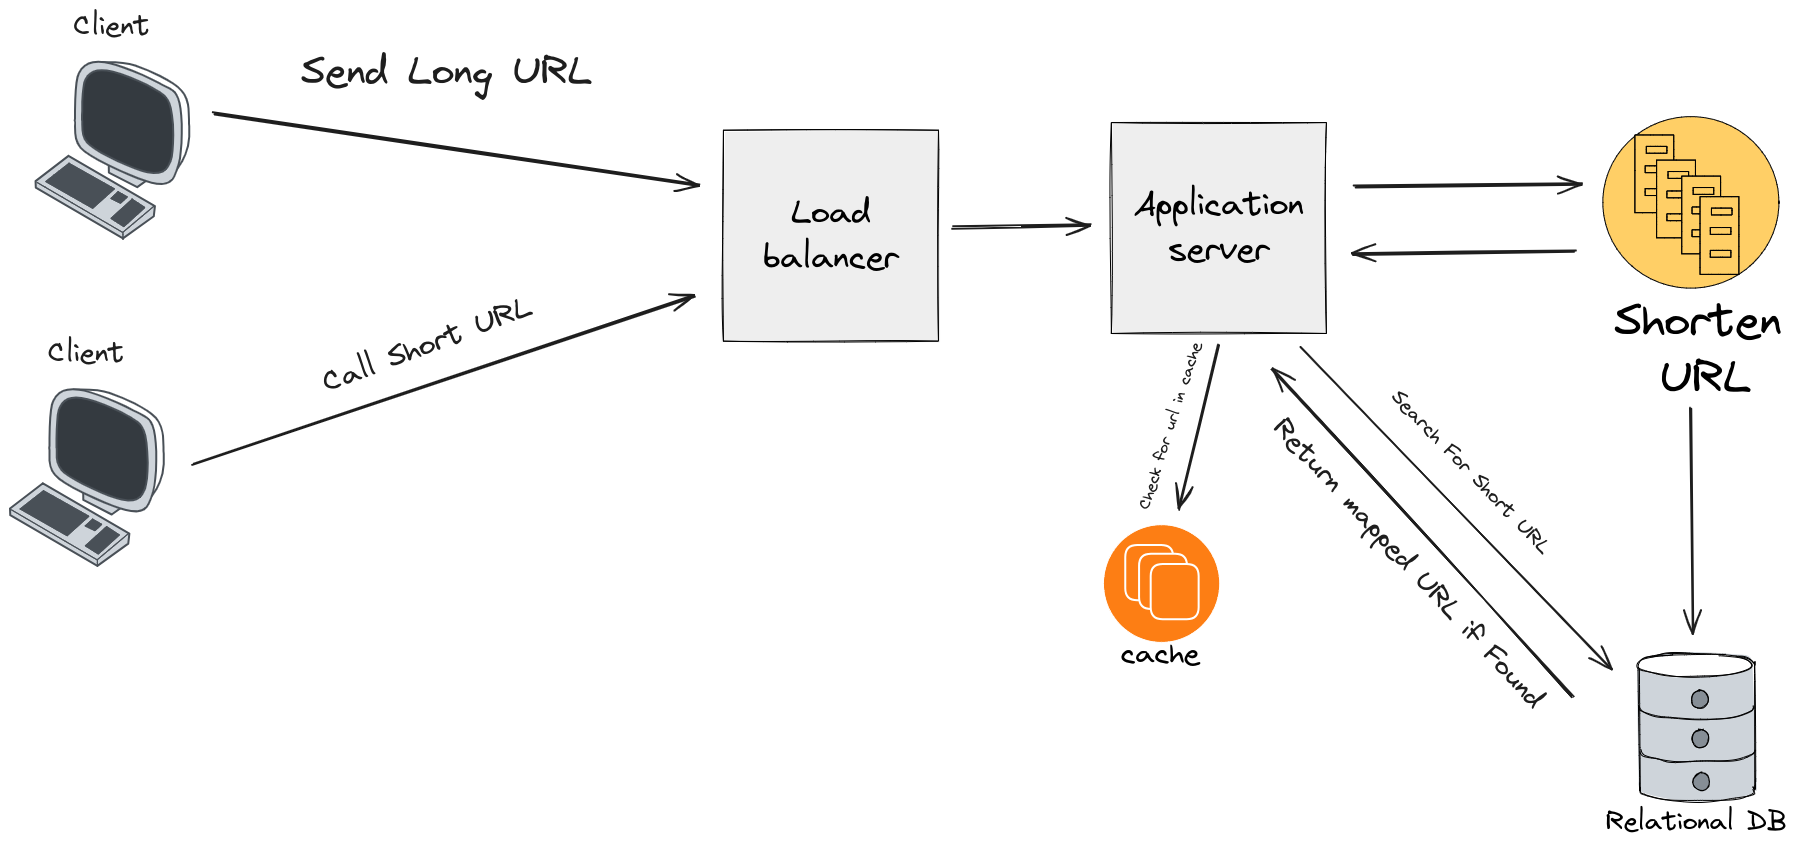 Client
Send Long URL
Load
balancer
Application
server
Shorten
URL
Client
Call Short URL
Check for url in cache
Search For Short URL
Return mapped URL if Found
cache
Relational DB